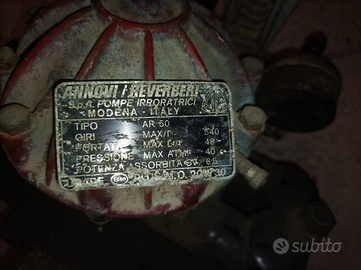 ANNOVI/REVERBERI
S.p.A. POMPE IRRORATRICI
MODENA - ITALY
TIPO AR 50
GIRI MAX/1' 540
PORTATA MAX 48
PRESSIONE MAX ATM 40
POTENZA ASSORBITA
subito